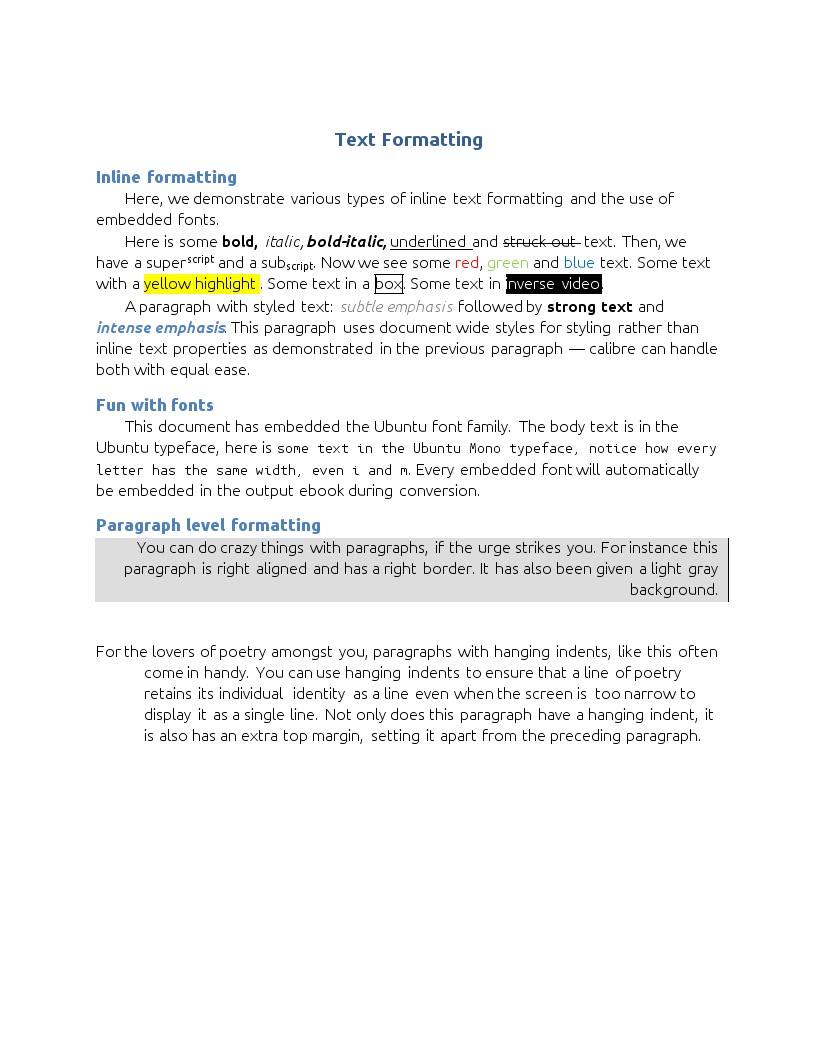 Text Formatting
Inline formatting
Here, we demonstrate various types of inline text formatting and the use of
embedded fonts.
Here is some bold, italic, bold-italic, underlined and struck out text. Then, we
have a superscript and a subscript. Now we see some red, green and blue text. Some text
with a yellow highlight. Some text in a box. Some text in inverse video.
A paragraph with styled text: subtle emphasis followed by strong text and
intense emphasis. This paragraph uses document wide styles for styling rather than
inline text properties as demonstrated in the previous paragraph — calibre can handle
both with equal ease.
Fun with fonts
This document has embedded the Ubuntu font family. The body text is in the
Ubuntu typeface, here is some text in the Ubuntu Mono typeface, notice how every
letter has the same width, even i and m. Every embedded font will automatically
be embedded in the output ebook during conversion.
Paragraph level formatting
You can do crazy things with paragraphs, if the urge strikes you. For instance this
paragraph is right aligned and has a right border. It has also been given a light gray
background.
For the lovers of poetry amongst you, paragraphs with hanging indents, like this often
come in handy. You can use hanging indents to ensure that a line of poetry
retains its individual identity as a line even when the screen is too narrow to
display it as a single line. Not only does this paragraph have a hanging indent, it
is also has an extra top margin, setting it apart from the preceding paragraph.